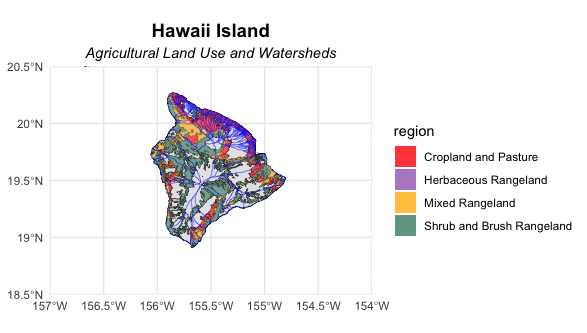 Hawaii Island
Agricultural Land Use and Watersheds
20.5°N
20°N
19.5°N
19°N
18.5°N
157°W 156.5°W 156°W 155.5°W 155°W 154.5°W 154°W
region
Cropland and Pasture
Herbaceous Rangeland
Mixed Rangeland
Shrub and Brush Rangeland